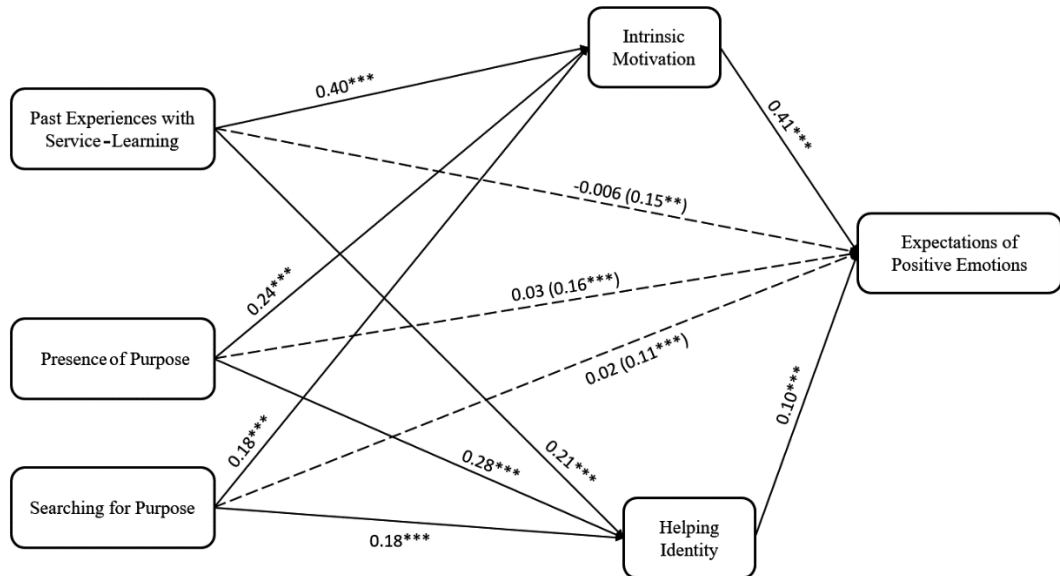 Intrinsic
Motivation
0.40***
Past Experiences with
Service-Learning
0.41***
-0.006 (0.15**)
Expectations of
Positive Emotions
0.24***
0.03 (0.16***)
Presence of Purpose
0.02 (0.11***)
0.10***
0.18***
0.28***
0.21***
Searching for Purpose
0.18***
Helping
Identity